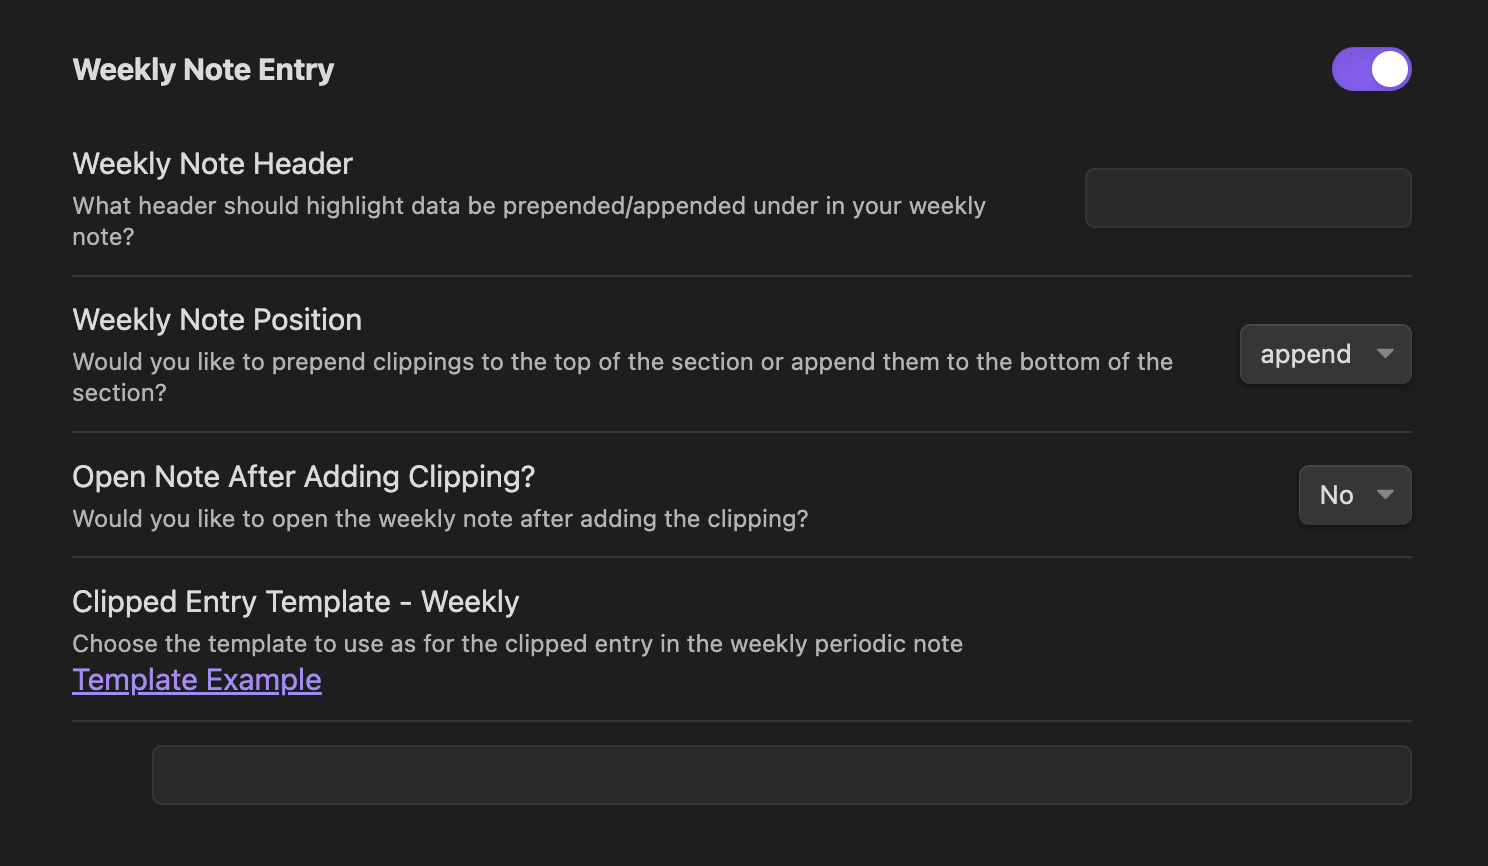 Weekly Note Entry
Weekly Note Header
What header should highlight data be prepended/appended under in your weekly
note?
Weekly Note Position
Would you like to prepend clippings to the top of the section or append them to the bottom of the
section?
append
Open Note After Adding Clipping?
Would you like to open the weekly note after adding the clipping?
No
Clipped Entry Template - Weekly
Choose the template to use as for the clipped entry in the weekly periodic note
Template Example